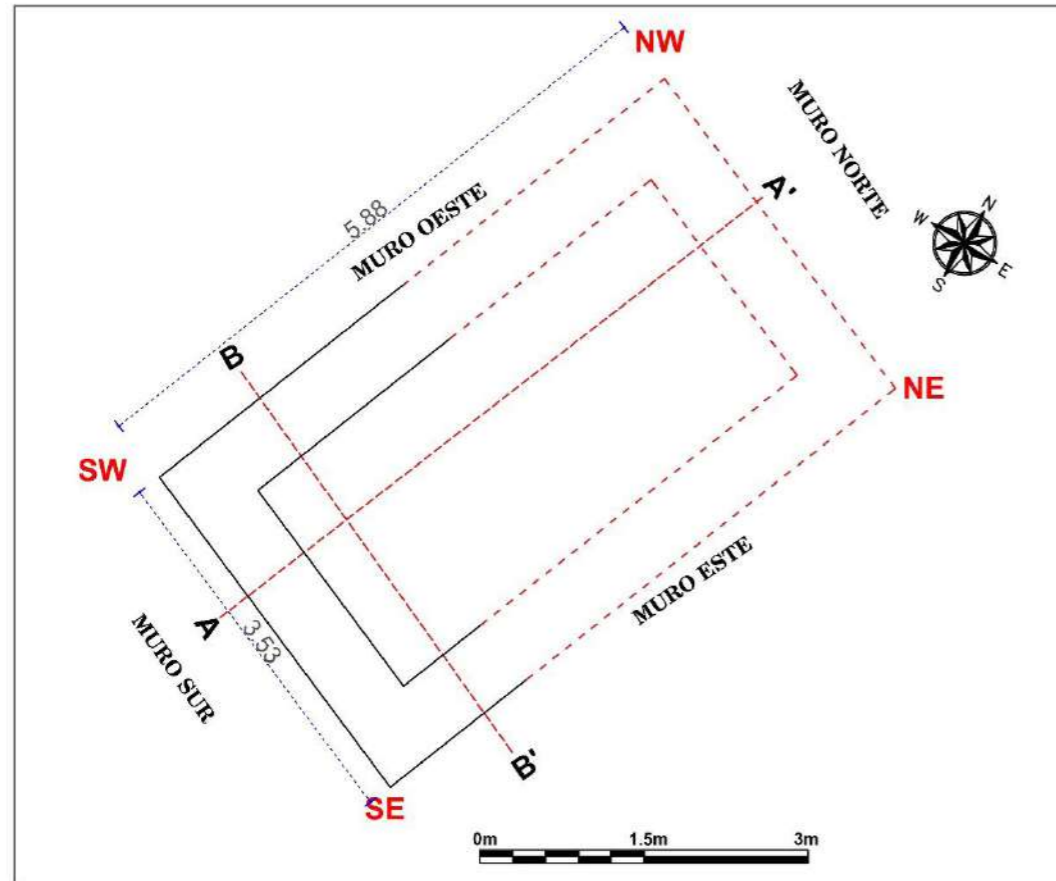 NW
MURO NORTE
A'
N
W
E
S
5.88
MURO OESTE
B
NE
SW
MURO ESTE
A
3.53
MURO SUR
B'
SE
0m 1.5m 3m